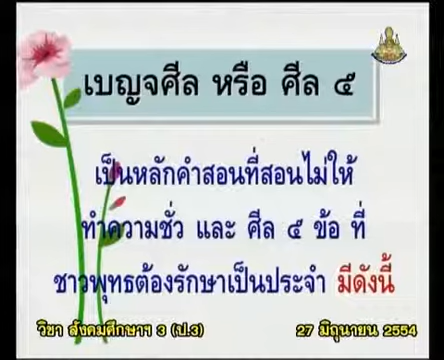 เบญจศีล หรือ ศีล ๕
เป็นหลักคำสอนที่สอนไม่ให้
ทำความชั่ว และ ศีล ๕ ข้อ ที่
ชาวพุทธต้องรักษาเป็นประจำ มีดังนี้
วิชา สังคมศึกษาฯ 3 (ป.3)
27 มิถุนายน 2554